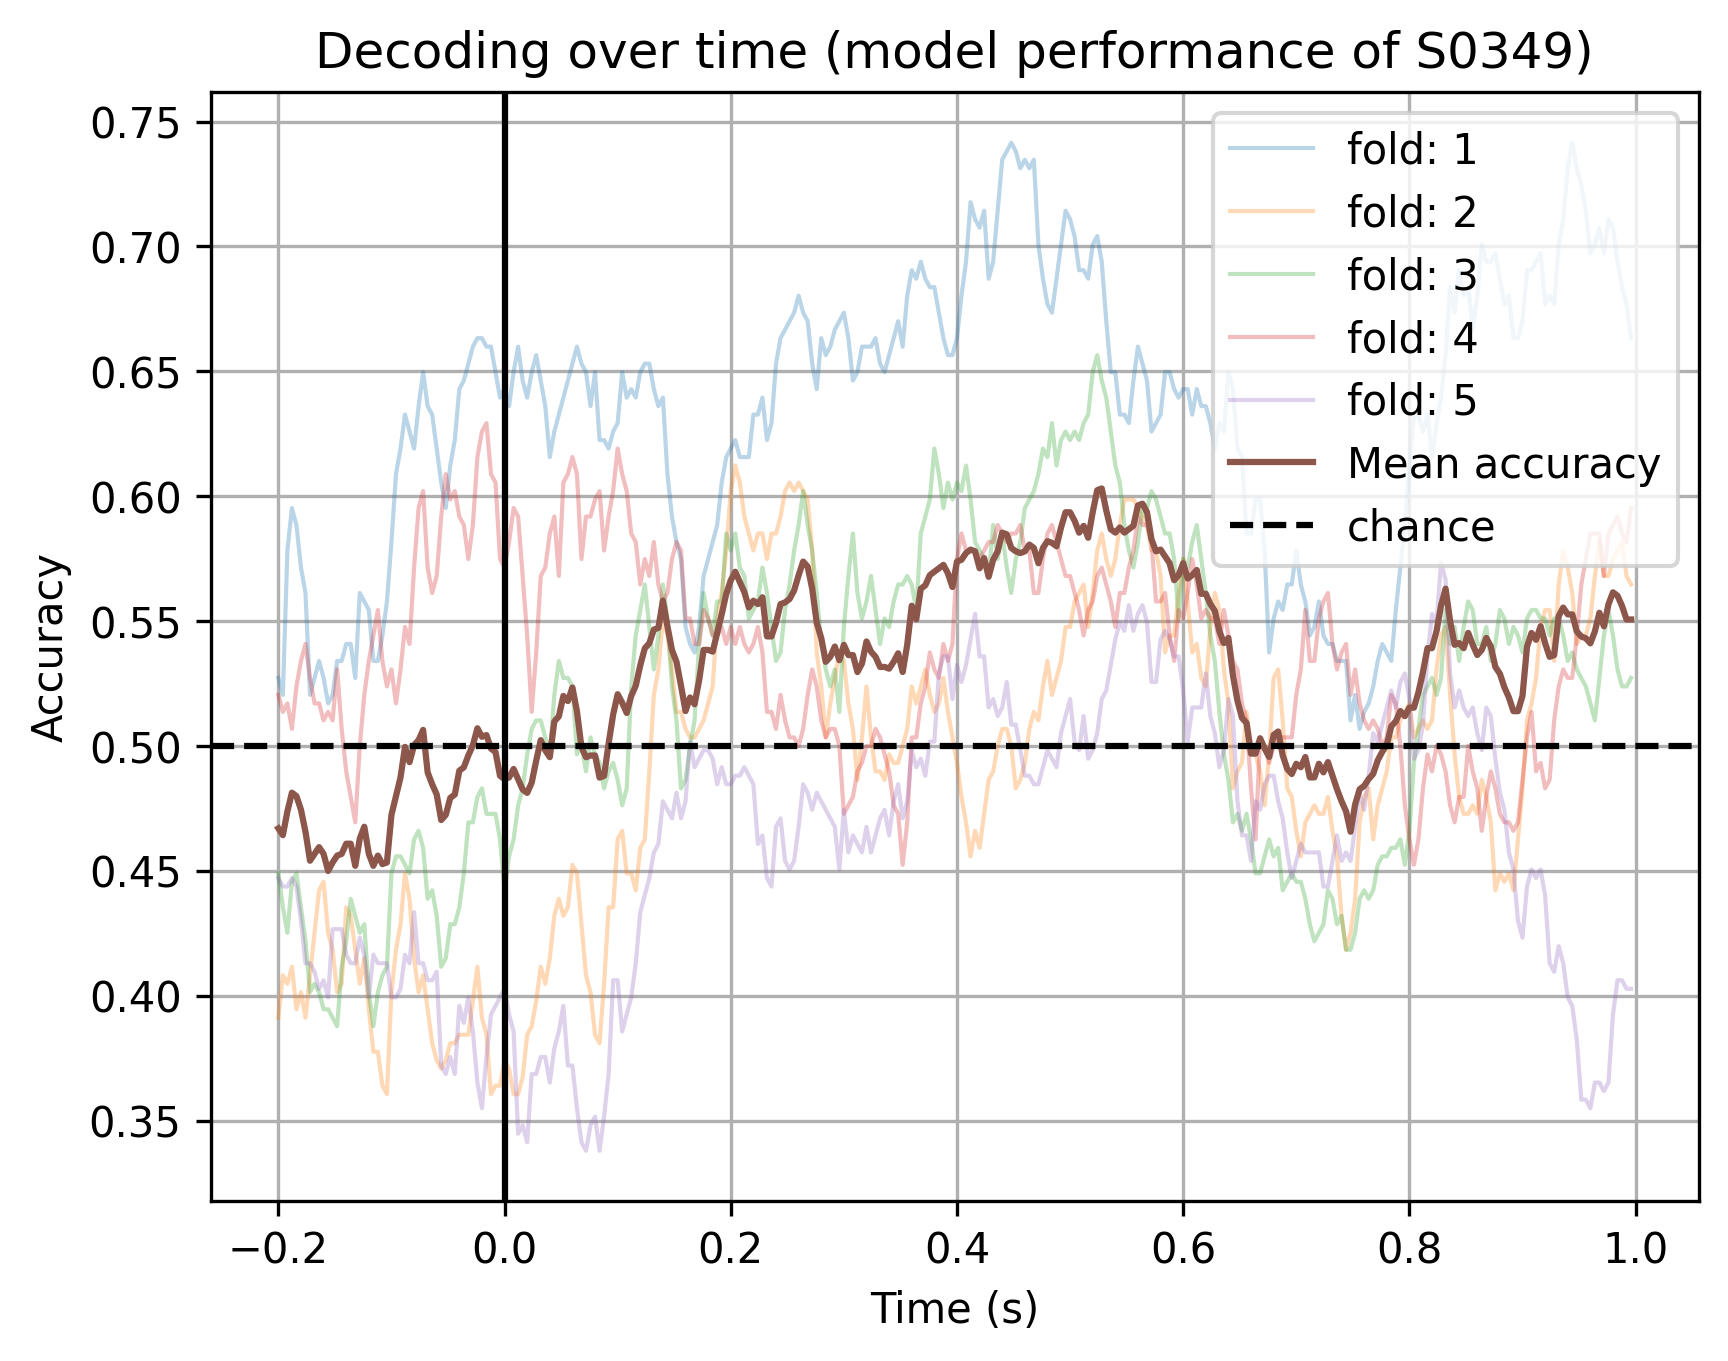 Decoding over time (model performance of S0349)
Accuracy
0.75
0.70
0.65
0.60
0.55
0.50
0.45
0.40
0.35
fold: 1
fold: 2
fold: 3
fold: 4
fold: 5
Mean accuracy
chance
−0.2
0.0
0.2
0.4
0.6
0.8
1.0
Time (s)